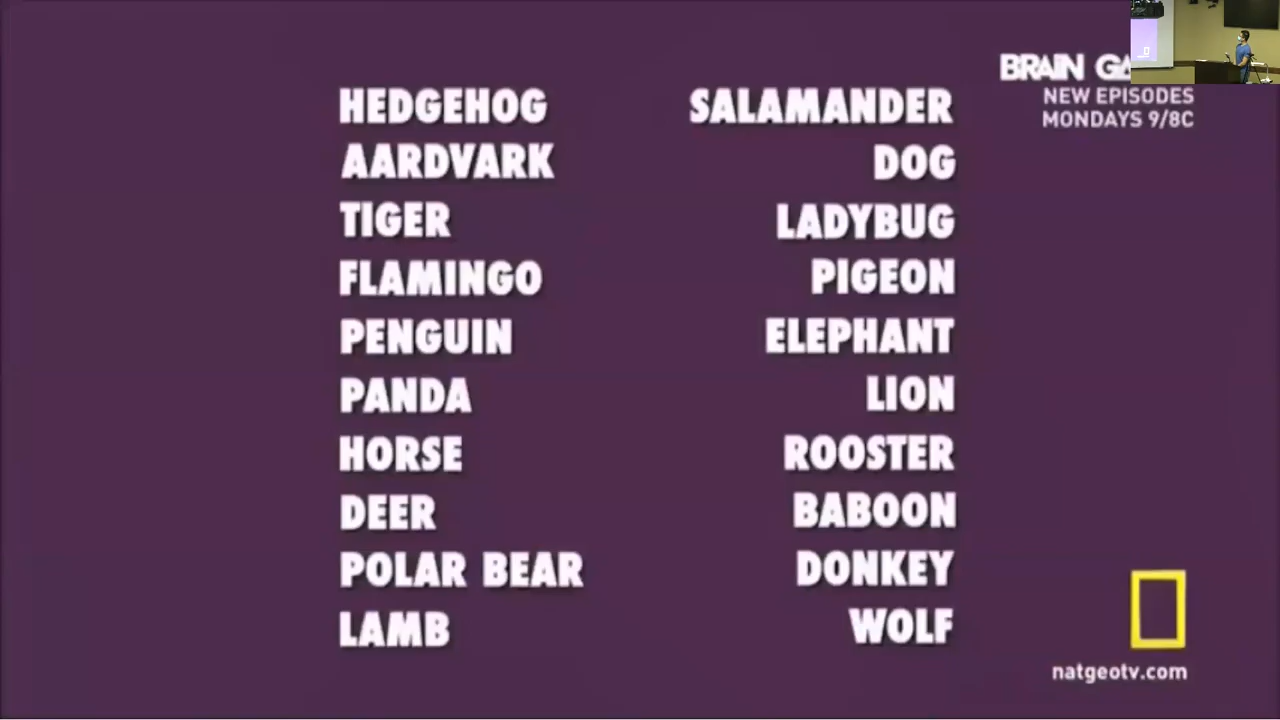 HEDGEHOG
AARDVARK
TIGER
FLAMINGO
PENGUIN
PANDA
HORSE
DEER
POLAR BEAR
LAMB
SALAMANDER
DOG
LADYBUG
PIGEON
ELEPHANT
LION
ROOSTER
BABOON
DONKEY
WOLF
BRAIN
NEW EPISODES
MONDAYS 9/8C
natgeotv.com